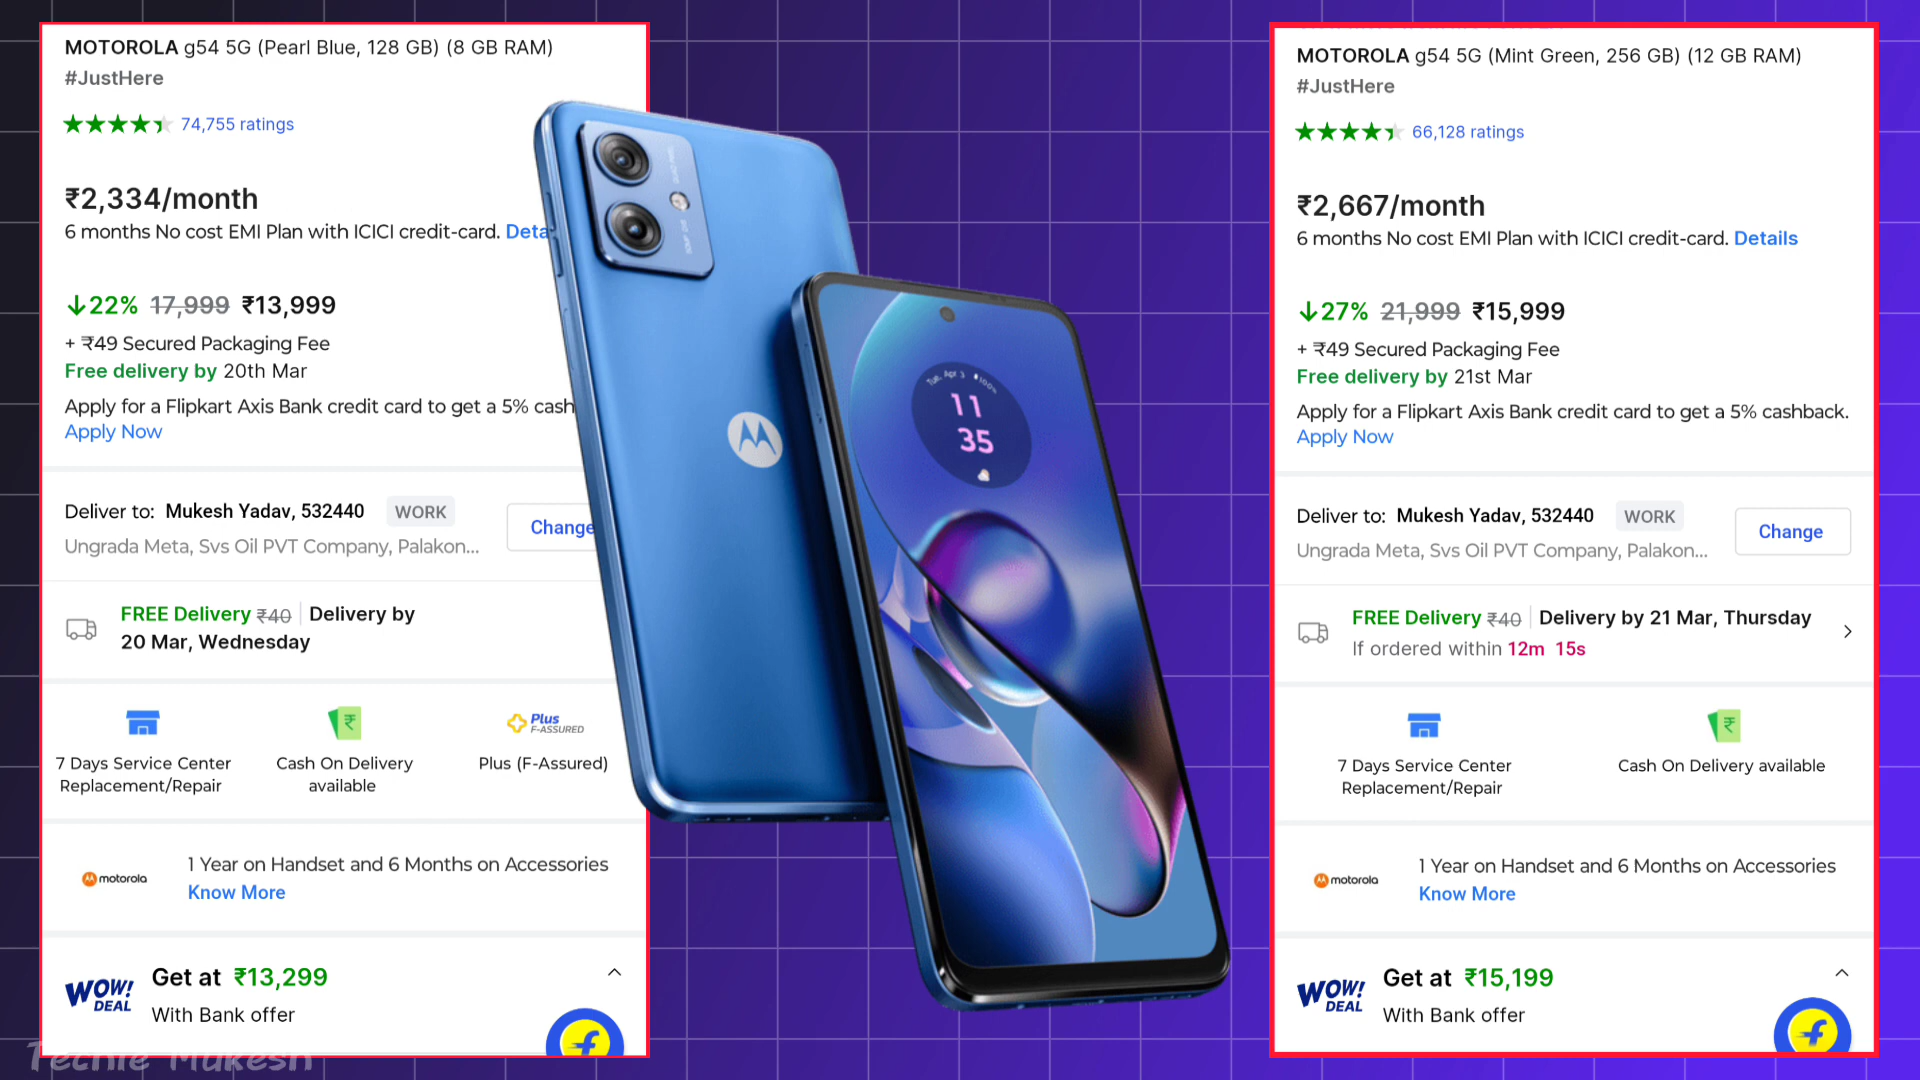 MOTOROLA g54 5G (Pearl Blue, 128 GB) (8 GB RAM)
#JustHere
74,755 ratings
₹2,334/month
6 months No cost EMI Plan with ICICI credit-card. Deta
↓22% 17,999 ₹13,999
+ ₹49 Secured Packaging Fee
Free delivery by 20th Mar
Apply for a Flipkart Axis Bank credit card to get a 5% cash
Apply Now
Deliver to: Mukesh Yadav, 532440 WORK
Change
Ungrada Meta, Svs Oil PVT Company, Palakon...
FREE Delivery ₹40 Delivery by
20 Mar, Wednesday
Plus
F-ASSURED
7 Days Service Center
Replacement/Repair
Cash On Delivery
available
Plus (F-Assured)
motorola
1 Year on Handset and 6 Months on Accessories
Know More
WOW!
DEAL
Get at ₹13,299
With Bank offer
Techie Mukesh
Tue, Apr 3 100%
11
35
MOTOROLA g54 5G (Mint Green, 256 GB) (12 GB RAM)
#JustHere
66,128 ratings
₹2,667/month
6 months No cost EMI Plan with ICICI credit-card. Details
↓27% 21,999 ₹15,999
+ ₹49 Secured Packaging Fee
Free delivery by 21st Mar
Apply for a Flipkart Axis Bank credit card to get a 5% cashback.
Apply Now
Deliver to: Mukesh Yadav, 532440 WORK
Change
Ungrada Meta, Svs Oil PVT Company, Palakon...
FREE Delivery ₹40 Delivery by 21 Mar, Thursday
If ordered within 12m 15s
7 Days Service Center
Replacement/Repair
Cash On Delivery available
motorola
1 Year on Handset and 6 Months on Accessories
Know More
WOW!
DEAL
Get at ₹15,199
With Bank offer